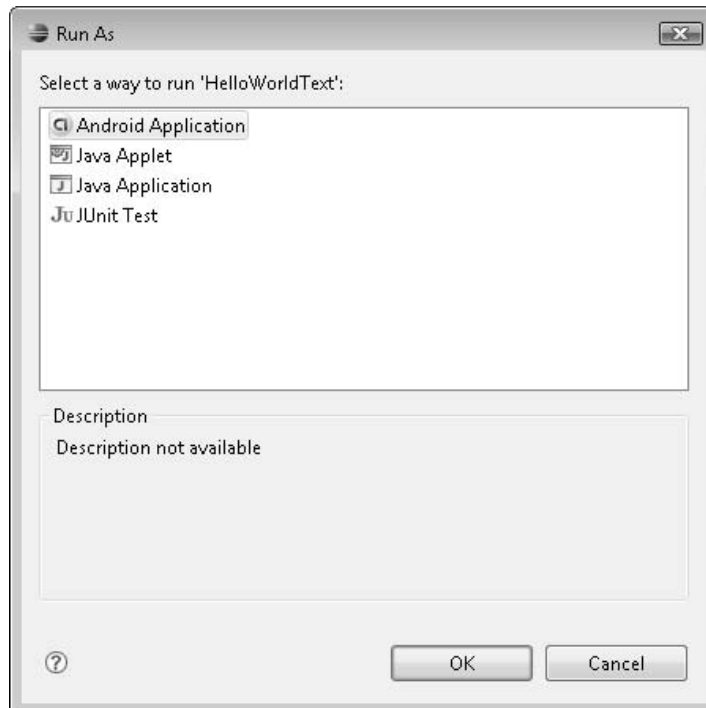 Run As
Select a way to run 'HelloWorldText':
Android Application
Java Applet
Java Application
Ju JUnit Test
Description
Description not available
?
OK
Cancel